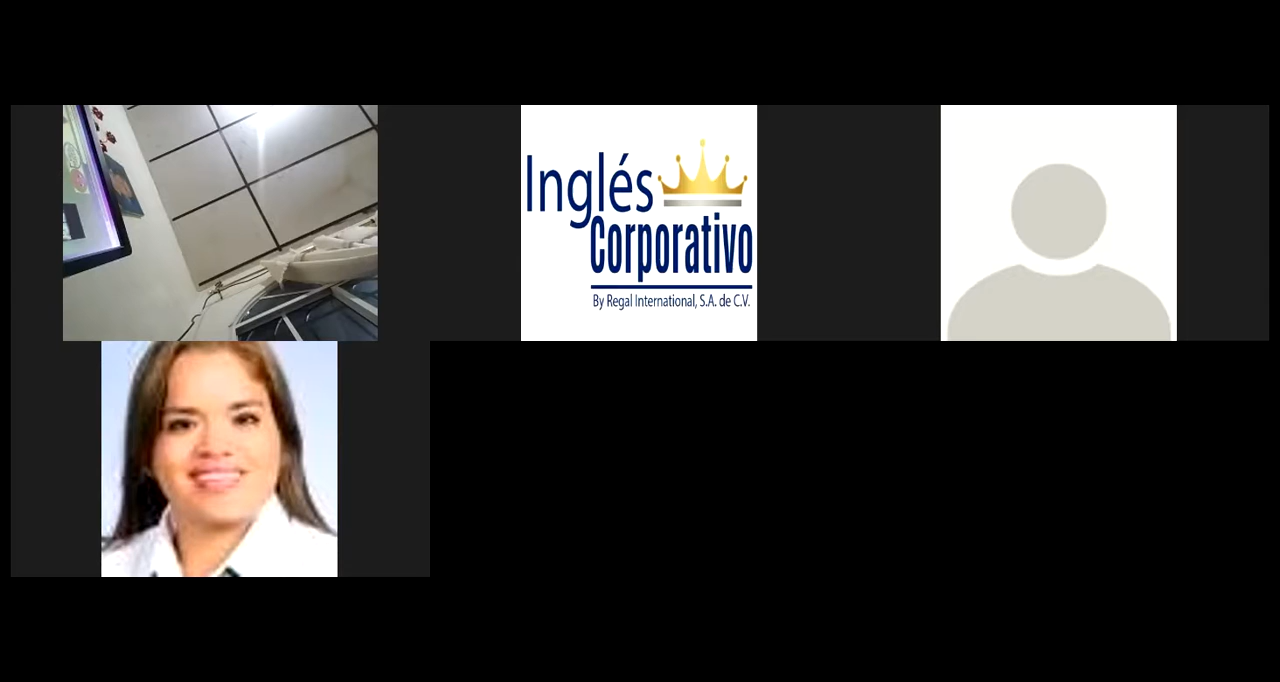 Inglés
Corporativo
By Regal International, S.A. de C.V.